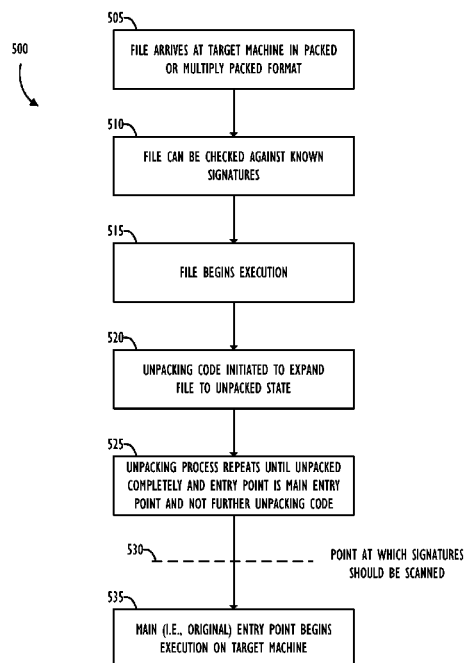 500
505
FILE ARRIVES AT TARGET MACHINE IN PACKED
OR MULTIPLY PACKED FORMAT
510
FILE CAN BE CHECKED AGAINST KNOWN
SIGNATURES
515
FILE BEGINS EXECUTION
520
UNPACKING CODE INITIATED TO EXPAND
FILE TO UNPACKED STATE
525
UNPACKING PROCESS REPEATS UNTIL UNPACKED
COMPLETELY AND ENTRY POINT IS MAIN ENTRY
POINT AND NOT FURTHER UNPACKING CODE
530
POINT AT WHICH SIGNATURES
SHOULD BE SCANNED
535
MAIN (I.E., ORIGINAL) ENTRY POINT BEGINS
EXECUTION ON TARGET MACHINE